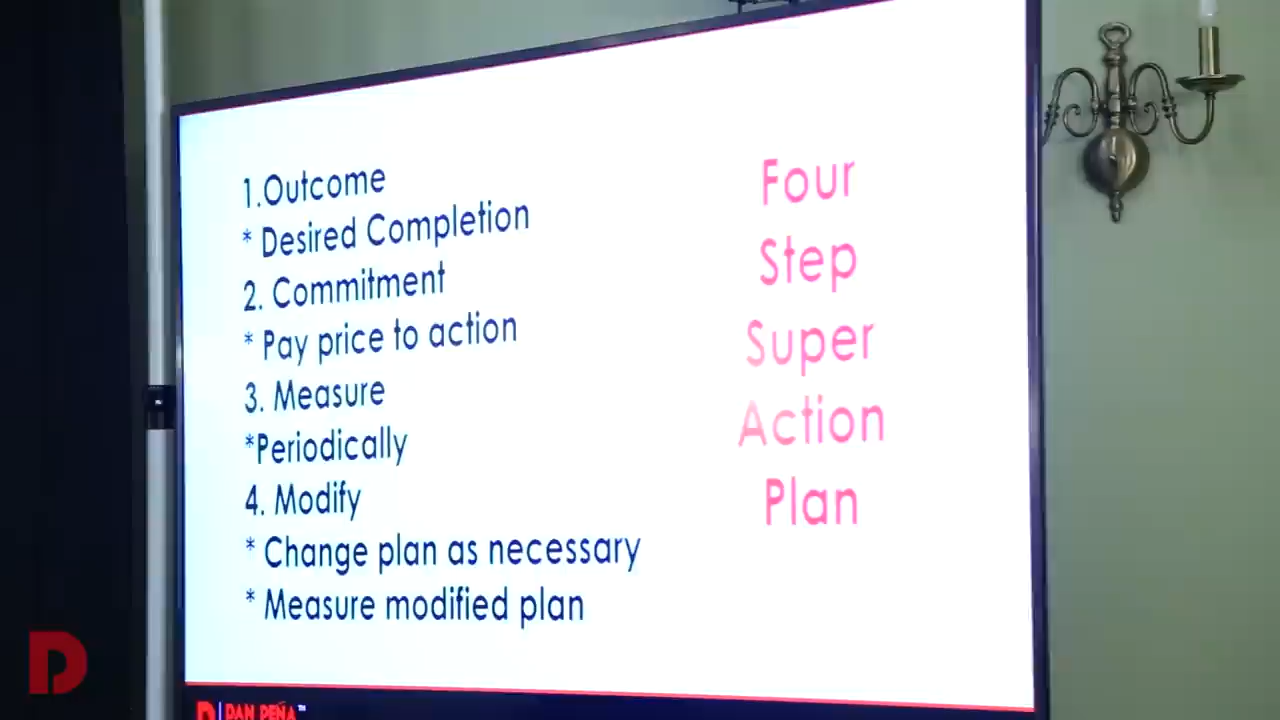 1.Outcome
* Desired Completion
2. Commitment
* Pay price to action
3. Measure
*Periodically
4. Modify
* Change plan as necessary
* Measure modified plan
Four
Step
Super
Action
Plan
D
D | DAN PEÑA™